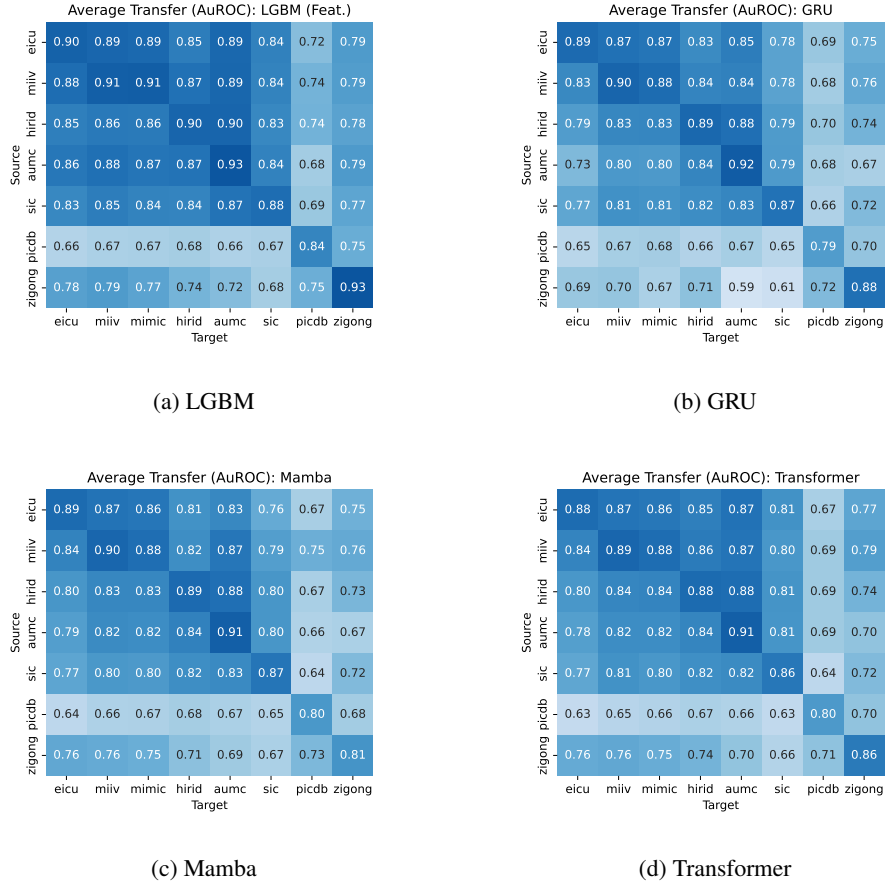 Average Transfer (AuROC): LGBM (Feat.)
Source
eicu 0.90 0.89 0.89 0.85 0.89 0.84 0.72 0.79
miiv 0.88 0.91 0.91 0.87 0.89 0.84 0.74 0.79
hirid 0.85 0.86 0.86 0.90 0.90 0.83 0.74 0.78
aumc 0.86 0.88 0.87 0.87 0.93 0.84 0.68 0.79
sic 0.83 0.85 0.84 0.84 0.87 0.88 0.69 0.77
picdb 0.66 0.67 0.67 0.68 0.66 0.67 0.84 0.75
zigong 0.78 0.79 0.77 0.74 0.72 0.68 0.75 0.93
eicu miiv mimic hirid aumc sic picdb zigong
Target
(a) LGBM
Average Transfer (AuROC): GRU
Source
eicu 0.89 0.87 0.87 0.83 0.85 0.78 0.69 0.75
miiv 0.83 0.90 0.88 0.84 0.84 0.78 0.68 0.76
hirid 0.79 0.83 0.83 0.89 0.88 0.79 0.70 0.74
aumc 0.73 0.80 0.80 0.84 0.92 0.79 0.68 0.67
sic 0.77 0.81 0.81 0.82 0.83 0.87 0.66 0.72
picdb 0.65 0.67 0.68 0.66 0.67 0.65 0.79 0.70
zigong 0.69 0.70 0.67 0.71 0.59 0.61 0.72 0.88
eicu miiv mimic hirid aumc sic picdb zigong
Target
(b) GRU
Average Transfer (AuROC): Mamba
Source
eicu 0.89 0.87 0.86 0.81 0.83 0.76 0.67 0.75
miiv 0.84 0.90 0.88 0.82 0.87 0.79 0.75 0.76
hirid 0.80 0.83 0.83 0.89 0.88 0.80 0.67 0.73
aumc 0.79 0.82 0.82 0.84 0.91 0.80 0.66 0.67
sic 0.77 0.80 0.80 0.82 0.83 0.87 0.64 0.72
picdb 0.64 0.66 0.67 0.68 0.67 0.65 0.80 0.68
zigong 0.76 0.76 0.75 0.71 0.69 0.67 0.73 0.81
eicu miiv mimic hirid aumc sic picdb zigong
Target
(c) Mamba
Average Transfer (AuROC): Transformer
Source
eicu 0.88 0.87 0.86 0.85 0.87 0.81 0.67 0.77
miiv 0.84 0.89 0.88 0.86 0.87 0.80 0.69 0.79
hirid 0.80 0.84 0.84 0.88 0.88 0.81 0.69 0.74
aumc 0.78 0.82 0.82 0.84 0.91 0.81 0.69 0.70
sic 0.77 0.81 0.80 0.82 0.82 0.86 0.64 0.72
picdb 0.63 0.65 0.66 0.67 0.66 0.63 0.80 0.70
zigong 0.76 0.76 0.75 0.74 0.70 0.66 0.71 0.86
eicu miiv mimic hirid aumc sic picdb zigong
Target
(d) Transformer